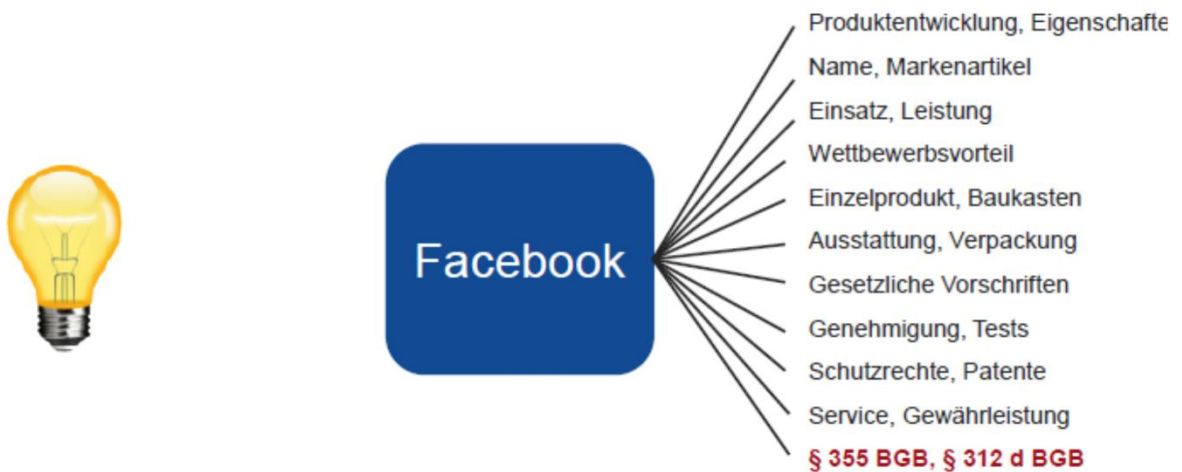 Facebook
Produktentwicklung, Eigenschafte
Name, Markenartikel
Einsatz, Leistung
Wettbewerbsvorteil
Einzelprodukt, Baukasten
Ausstattung, Verpackung
Gesetzliche Vorschriften
Genehmigung, Tests
Schutzrechte, Patente
Service, Gewährleistung
§ 355 BGB, § 312 d BGB